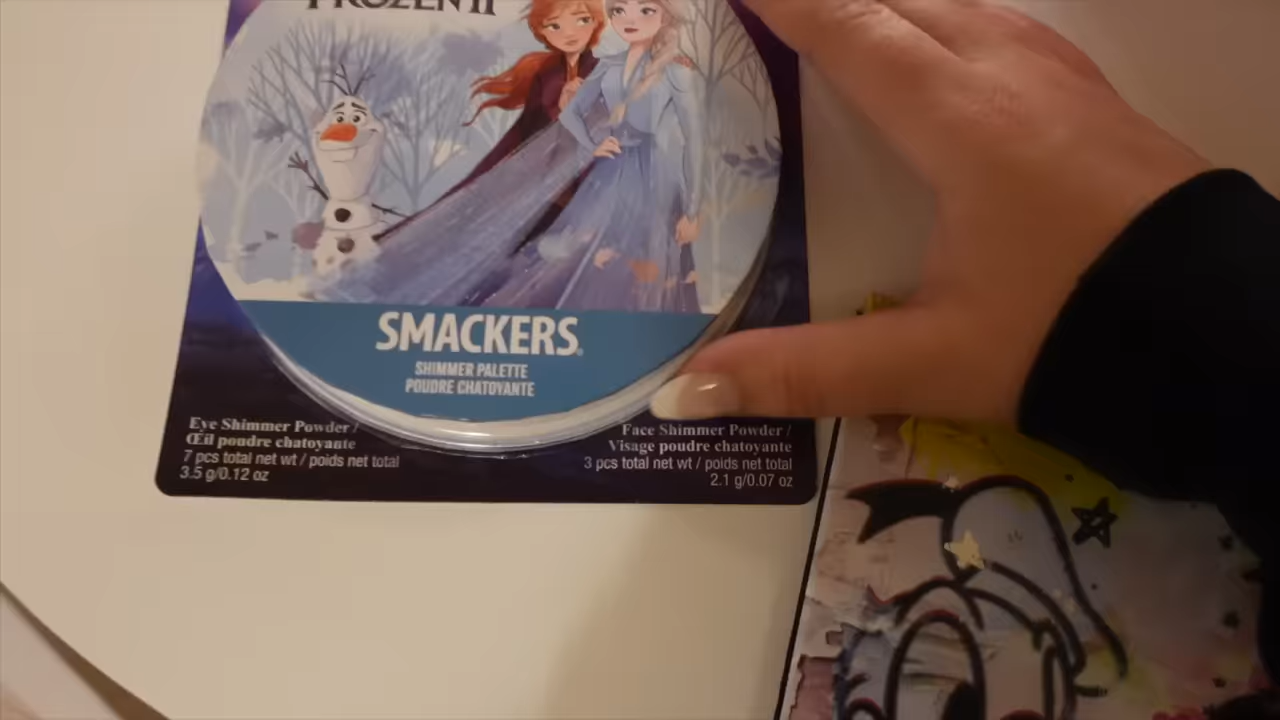 FROZEN II
SMACKERS®
SHIMMER PALETTE
POUDRE CHATOYANTE
Eye Shimmer Powder /
Œil poudre chatoyante
7 pcs total net wt / poids net total
3.5 g/0.12 oz
Face Shimmer Powder /
Visage poudre chatoyante
3 pcs total net wt / poids net total
2.1 g/0.07 oz